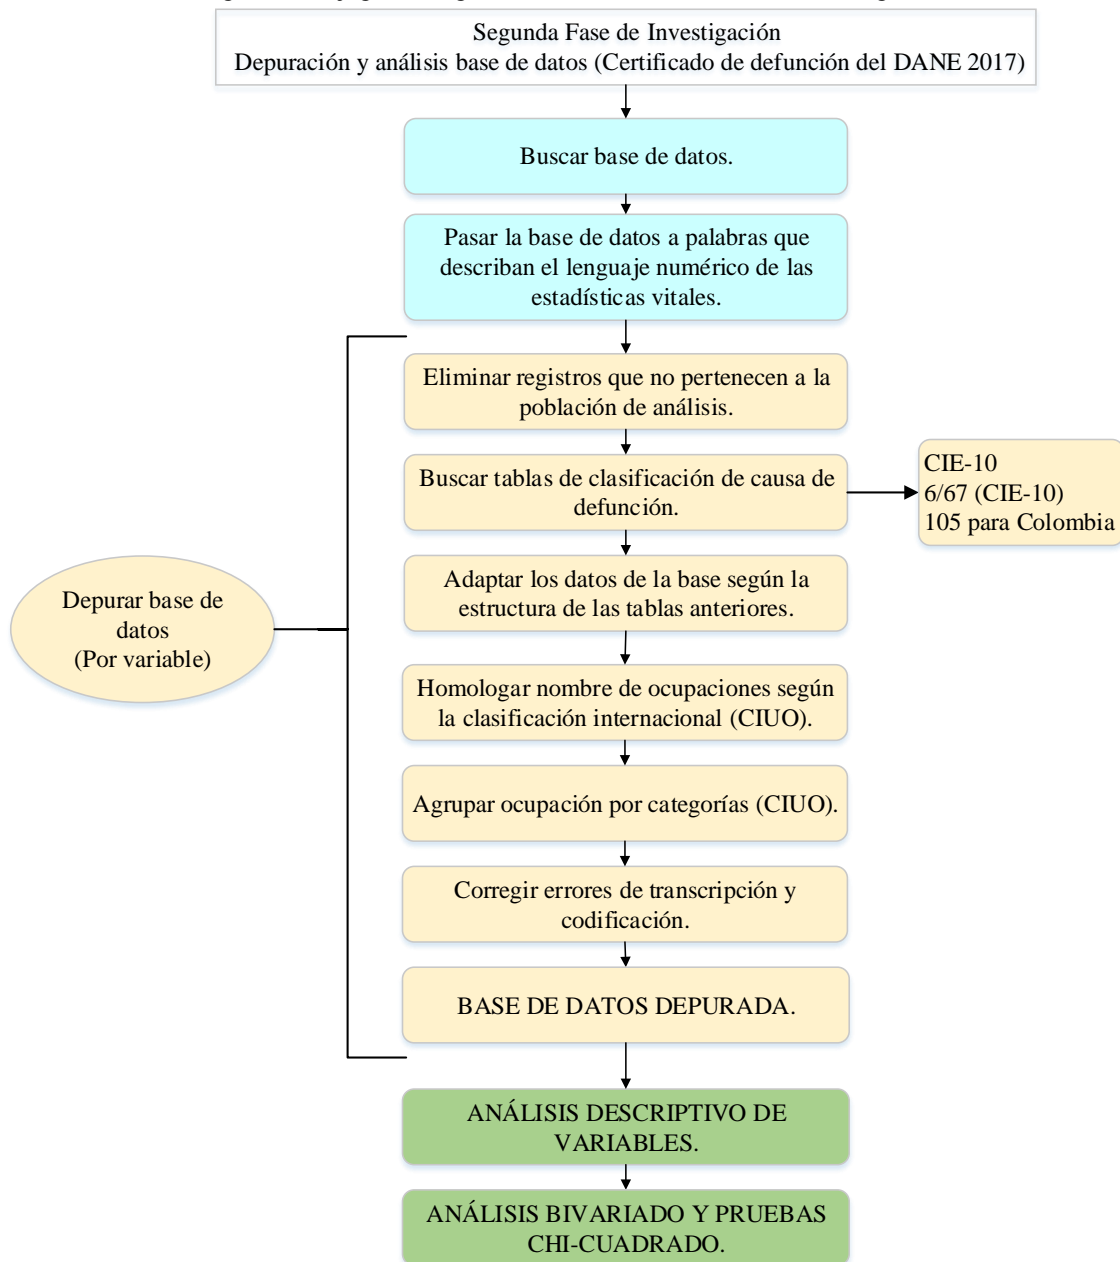 Segunda Fase de Investigación
Depuración y análisis base de datos (Certificado de defunción del DANE 2017)
Buscar base de datos.
Pasar la base de datos a palabras que
describan el lenguaje numérico de las
estadísticas vitales.
Eliminar registros que no pertenecen a la
población de análisis.
Buscar tablas de clasificación de causa de
defunción.
CIE-10
6/67 (CIE-10)
105 para Colombia
Adaptar los datos de la base según la
estructura de las tablas anteriores.
Depurar base de
datos
(Por variable)
Homologar nombre de ocupaciones según
la clasificación internacional (CIUO).
Agrupar ocupación por categorías (CIUO).
Corregir errores de transcripción y
codificación.
BASE DE DATOS DEPURADA.
ANÁLISIS DESCRIPTIVO DE
VARIABLES.
ANÁLISIS BIVARIADO Y PRUEBAS
CHI-CUADRADO.